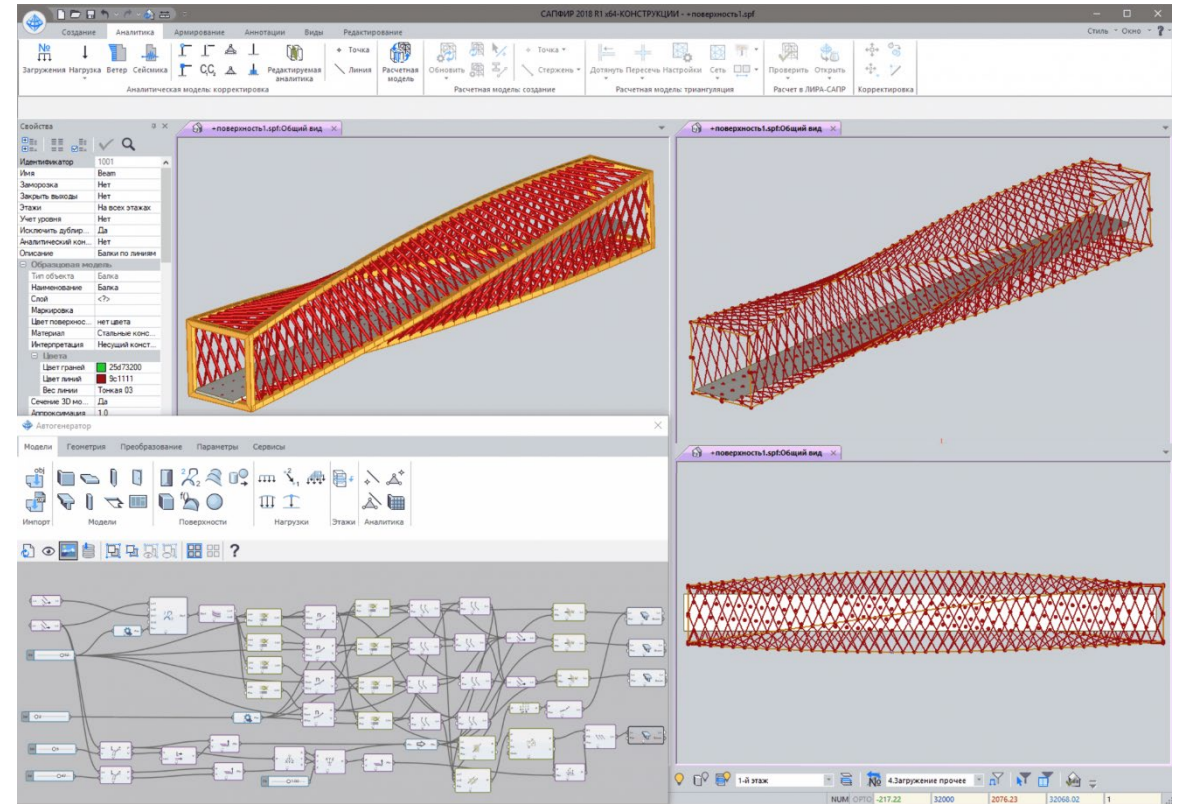 САПФИР 2018 R1 x64-КОНСТРУКЦИИ - +поверхность1.spf
Создание Аналитика Армирование Аннотации Виды Редактирование
Стиль Окно ?
Загружения Нагрузка Ветер Сейсмика Редактируемая аналитика
+ Точка
Линия
Расчетная модель
Обновить
+ Точка
Стержень
Дотянуть Пересечь Настройки Сеть
Проверить Открыть
Аналитическая модель: корректировка
Расчетная модель: создание
Расчетная модель: триангуляция
Расчет в ЛИРА-САПР
Корректировка
Свойства
+поверхность1.spf:Общий вид
+поверхность1.spf:Общий вид
Идентификатор 1001
Имя Beam
Заморозка Нет
Закрыть выходы Нет
Этажи На всех этажах
Учет уровня Нет
Исключить дублир... Да
Аналитический кон... Нет
Описание Балки по линиям
Образцовая модель
Тип объекта Балка
Наименование Балка
Слой <?>
Маркировка
Цвет поверхнос... нет цвета
Материал Стальные конс...
Интерпретация Несущий конст...
Цвета
Цвет граней 25d73200
Цвет линий 9c1111
Вес линии Тонкая 03
Сечение 3D мо... Да
Аппроксимация 1.0
Автогенератор
Модели Геометрия Преобразование Параметры Сервисы
obj
Импорт Модели Поверхности Нагрузки Этажи Аналитика
?
+поверхность1.spf:Общий вид
1-й этаж
4.Загружение прочее
NUM ОРТО -217.22 32000 2076.23 32068.02 1